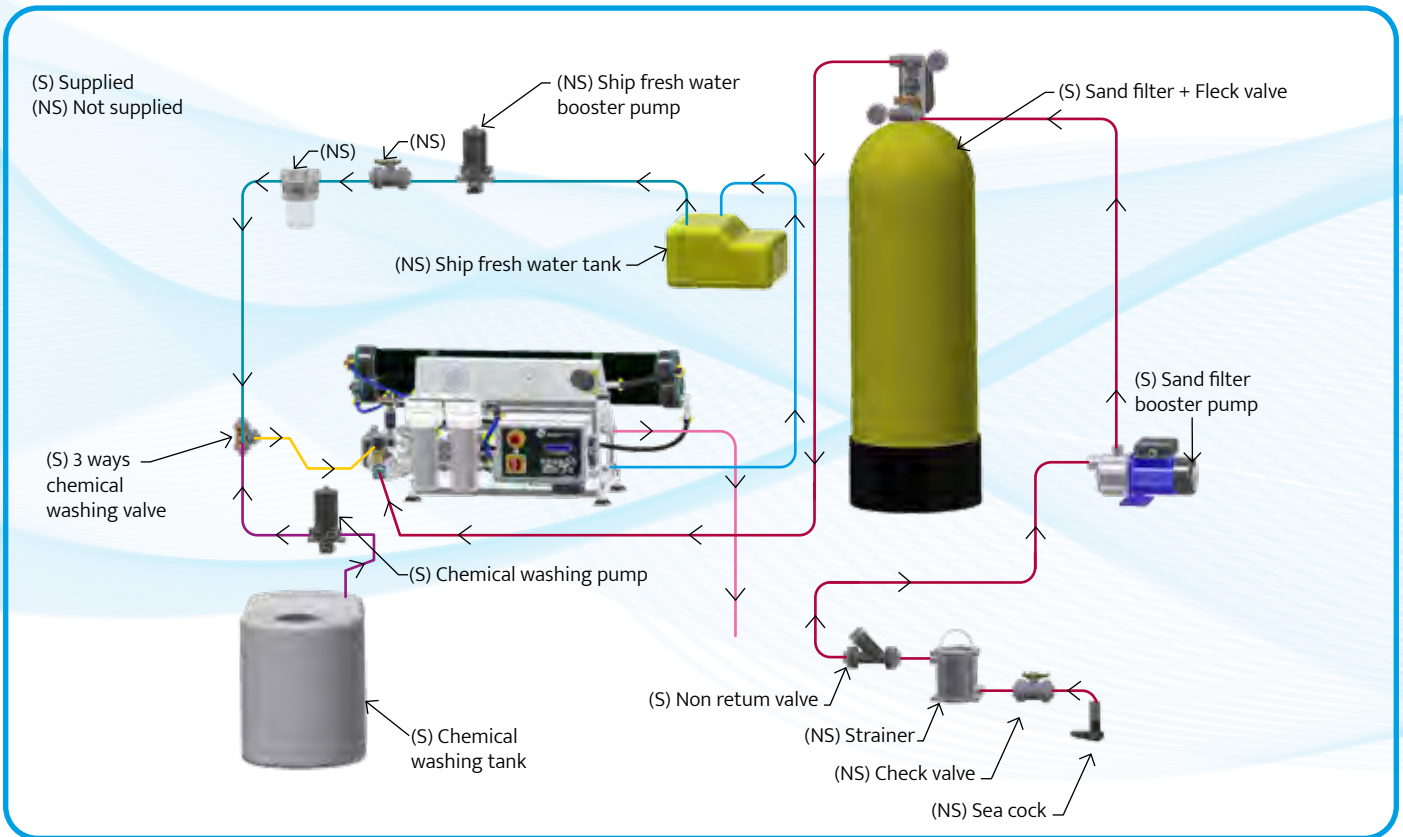 (S) Supplied
(NS) Not supplied
(NS) Ship fresh water
booster pump
(S) Sand filter + Fleck valve
(NS)
(NS)
(NS) Ship fresh water tank
(S) Sand filter
booster pump
(S) 3 ways
chemical
washing valve
(S) Chemical washing pump
(S) Non retum valve
(NS) Strainer
(S) Chemical
washing tank
(NS) Check valve
(NS) Sea cock